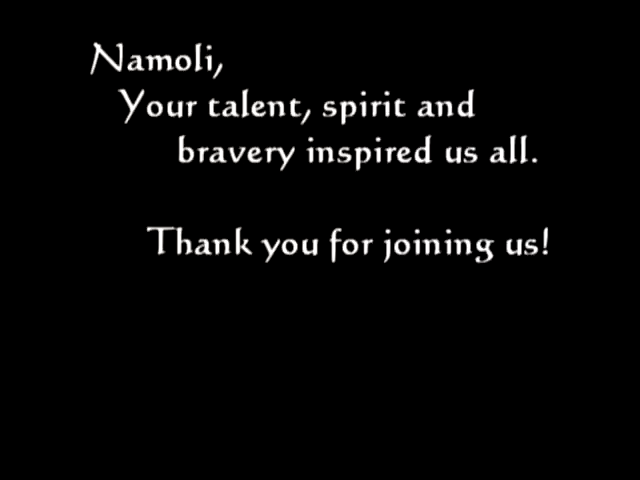 Namoli,
Your talent, spirit and
bravery inspired us all.
Thank you for joining us!